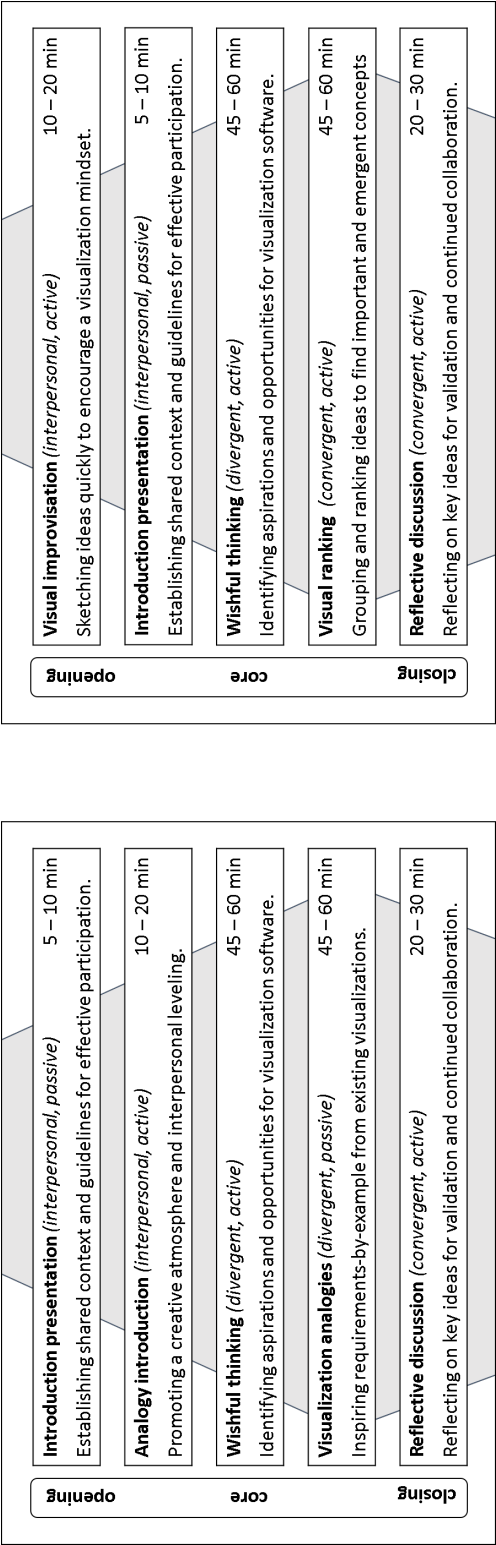 opening
Introduction presentation (interpersonal, passive) 5 – 10 min
Establishing shared context and guidelines for effective participation.
Analogy introduction (interpersonal, active) 10 – 20 min
Promoting a creative atmosphere and interpersonal leveling.
core
Wishful thinking (divergent, active) 45 – 60 min
Identifying aspirations and opportunities for visualization software.
Visualization analogies (divergent, passive) 45 – 60 min
Inspiring requirements-by-example from existing visualizations.
closing
Reflective discussion (convergent, active) 20 – 30 min
Reflecting on key ideas for validation and continued collaboration.
opening
Visual improvisation (interpersonal, active) 10 – 20 min
Sketching ideas quickly to encourage a visualization mindset.
Introduction presentation (interpersonal, passive) 5 – 10 min
Establishing shared context and guidelines for effective participation.
core
Wishful thinking (divergent, active) 45 – 60 min
Identifying aspirations and opportunities for visualization software.
Visual ranking (convergent, active) 45 – 60 min
Grouping and ranking ideas to find important and emergent concepts
closing
Reflective discussion (convergent, active) 20 – 30 min
Reflecting on key ideas for validation and continued collaboration.